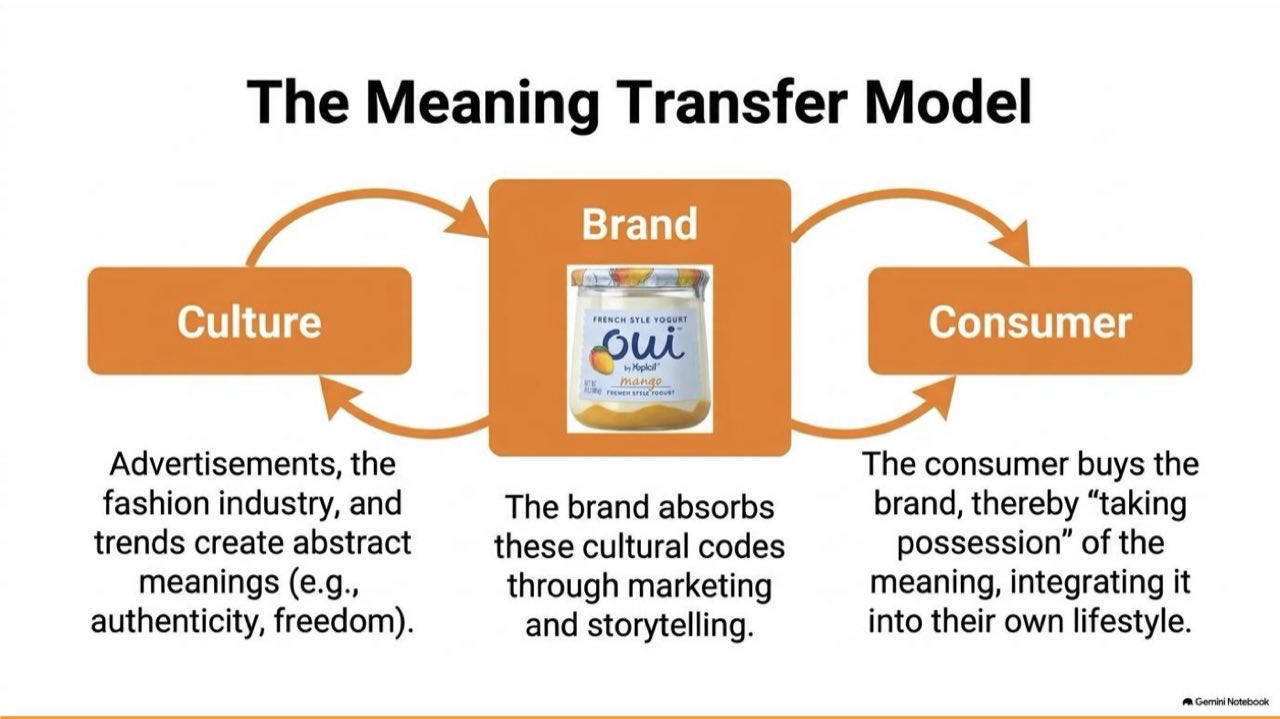 The Meaning Transfer Model
Culture
Brand
FRENCH SYLE YOGURT
oui
by Yoplait
mango
FRENCH STYLE YOGURT
Consumer
Advertisements, the
fashion industry, and
trends create abstract
meanings (e.g.,
authenticity, freedom).
The brand absorbs
these cultural codes
through marketing
and storytelling.
The consumer buys the
brand, thereby “taking
possession” of the
meaning, integrating it
into their own lifestyle.
Gemini Notebook